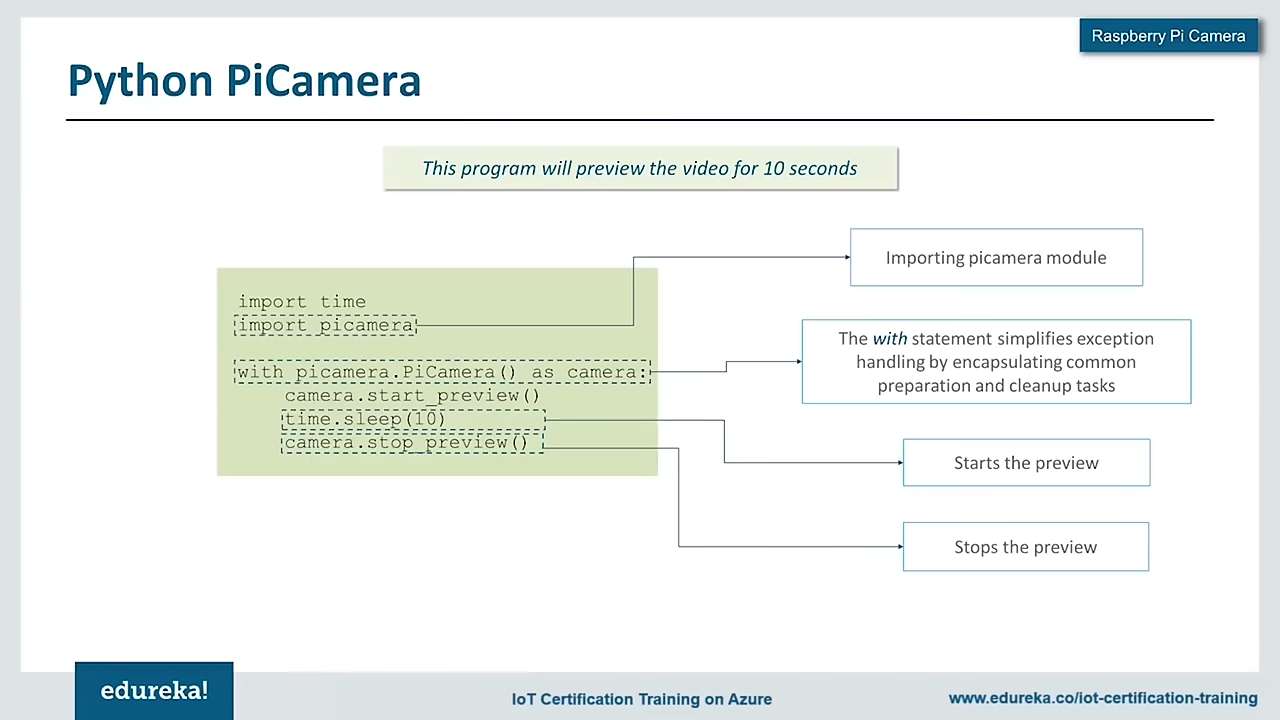 Raspberry Pi Camera
Python PiCamera
This program will preview the video for 10 seconds
import time
import picamera
with picamera.PiCamera() as camera:
camera.start_preview()
time.sleep(10)
camera.stop_preview()
Importing picamera module
The with statement simplifies exception
handling by encapsulating common
preparation and cleanup tasks
Starts the preview
Stops the preview
edureka!
IoT Certification Training on Azure
www.edureka.co/iot-certification-training